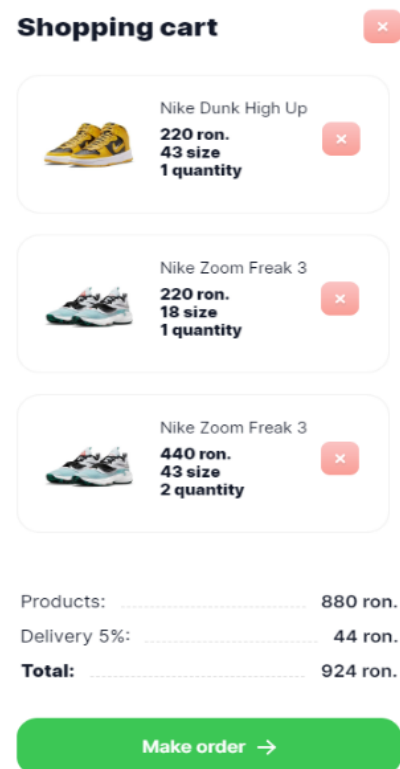 Shopping cart
Nike Dunk High Up
220 ron.
43 size
1 quantity
Nike Zoom Freak 3
220 ron.
18 size
1 quantity
Nike Zoom Freak 3
440 ron.
43 size
2 quantity
Products: 880 ron.
Delivery 5%: 44 ron.
Total: 924 ron.
Make order →